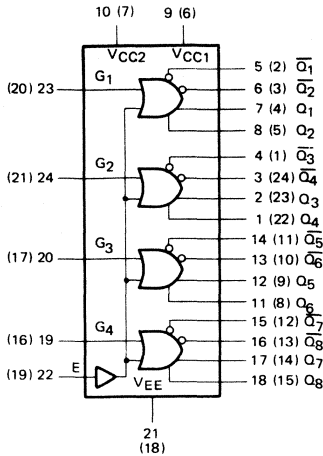 10 (7) 9 (6)
VCC2 VCC1
5 (2) Q̅1
(20) 23 G1 6 (3) Q̅2
7 (4) Q1
8 (5) Q2
4 (1) Q̅3
(21) 24 G2 3 (24) Q̅4
2 (23) Q3
1 (22) Q4
14 (11) Q̅5
(17) 20 G3 13 (10) Q̅6
12 (9) Q5
11 (8) Q6
15 (12) Q̅7
(16) 19 G4 16 (13) Q̅8
17 (14) Q7
(19) 22 E VEE 18 (15) Q8
21
(18)